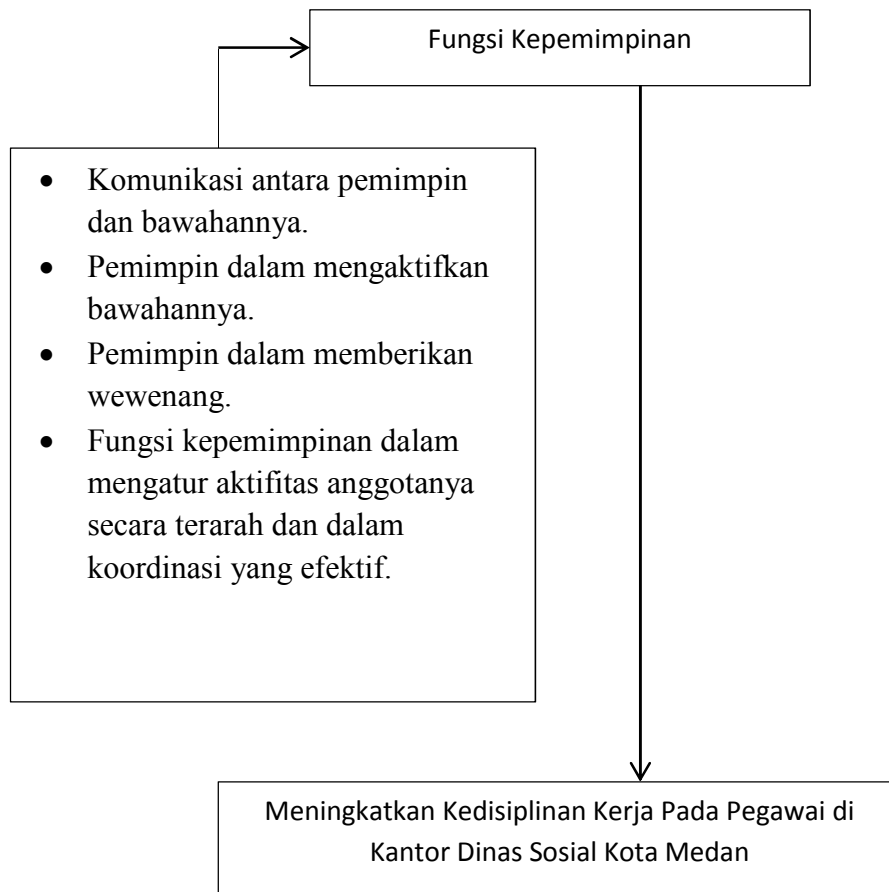 Fungsi Kepemimpinan
• Komunikasi antara pemimpin
dan bawahannya.
• Pemimpin dalam mengaktifkan
bawahannya.
• Pemimpin dalam memberikan
wewenang.
• Fungsi kepemimpinan dalam
mengatur aktifitas anggotanya
secara terarah dan dalam
koordinasi yang efektif.
Meningkatkan Kedisiplinan Kerja Pada Pegawai di
Kantor Dinas Sosial Kota Medan